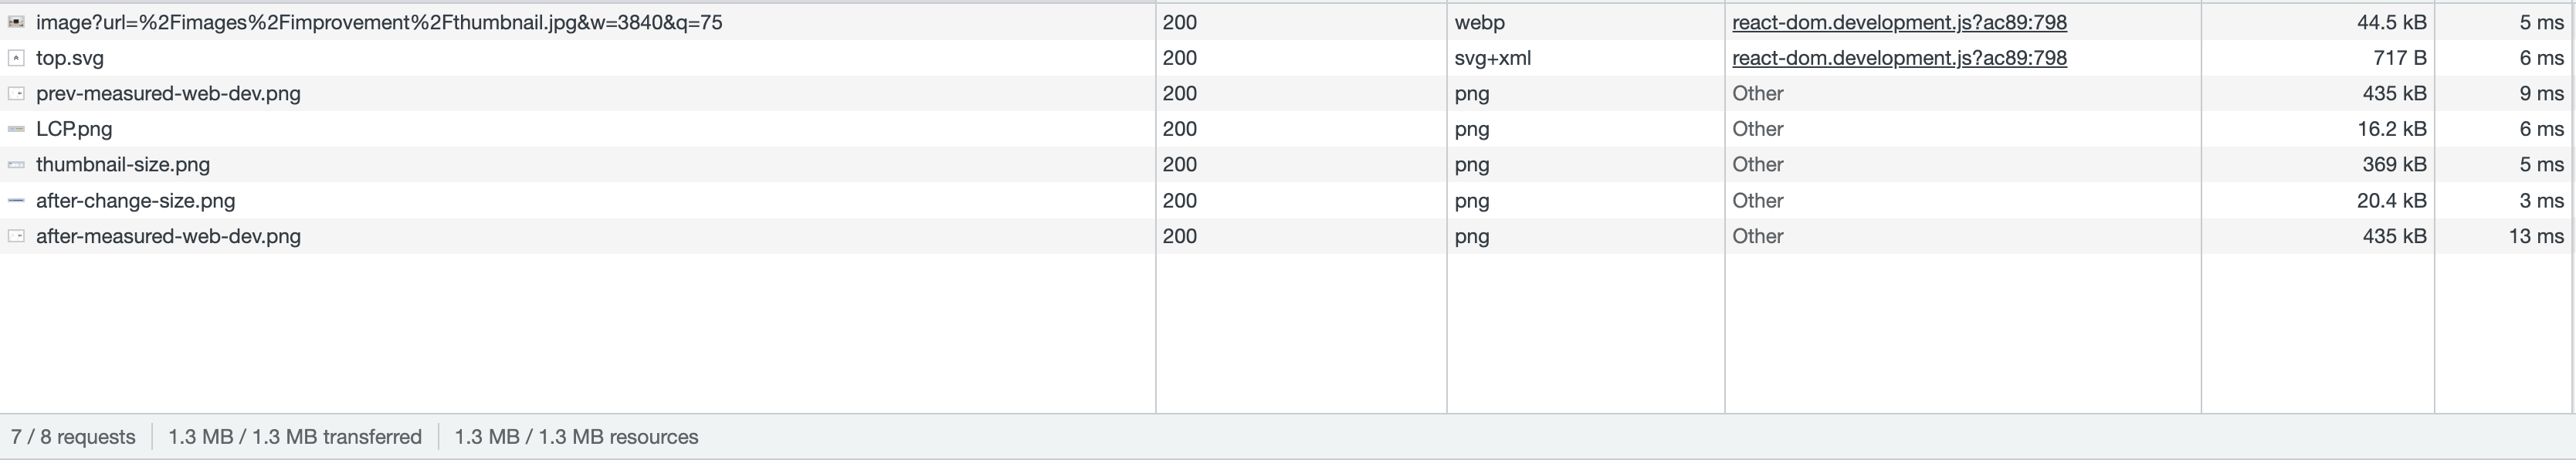 image?url=%2Fimages%2Fimprovement%2Fthumbnail.jpg&w=3840&q=75 200 webp react-dom.development.js?ac89:798 44.5 kB 5 ms
top.svg 200 svg+xml react-dom.development.js?ac89:798 717 B 6 ms
prev-measured-web-dev.png 200 png Other 435 kB 9 ms
LCP.png 200 png Other 16.2 kB 6 ms
thumbnail-size.png 200 png Other 369 kB 5 ms
after-change-size.png 200 png Other 20.4 kB 3 ms
after-measured-web-dev.png 200 png Other 435 kB 13 ms
7 / 8 requests 1.3 MB / 1.3 MB transferred 1.3 MB / 1.3 MB resources